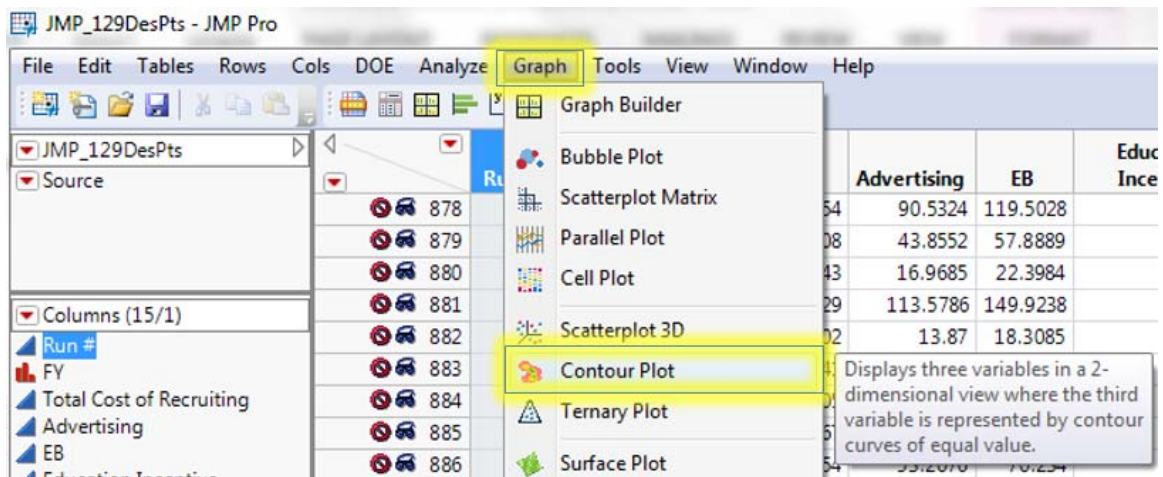 JMP_129DesPts - JMP Pro
File Edit Tables Rows Cols DOE Analyze Graph Tools View Window Help
Graph Builder
Bubble Plot
Scatterplot Matrix
Parallel Plot
Cell Plot
Scatterplot 3D
Contour Plot
Ternary Plot
Surface Plot
Displays three variables in a 2-
dimensional view where the third
variable is represented by contour
curves of equal value.
JMP_129DesPts
Source
Columns (15/1)
Run #
FY
Total Cost of Recruiting
Advertising
EB
Advertising EB
878 90.5324 119.5028
879 43.8552 57.8889
880 16.9685 22.3984
881 113.5786 149.9238
882 13.87 18.3085
883
884
885
886